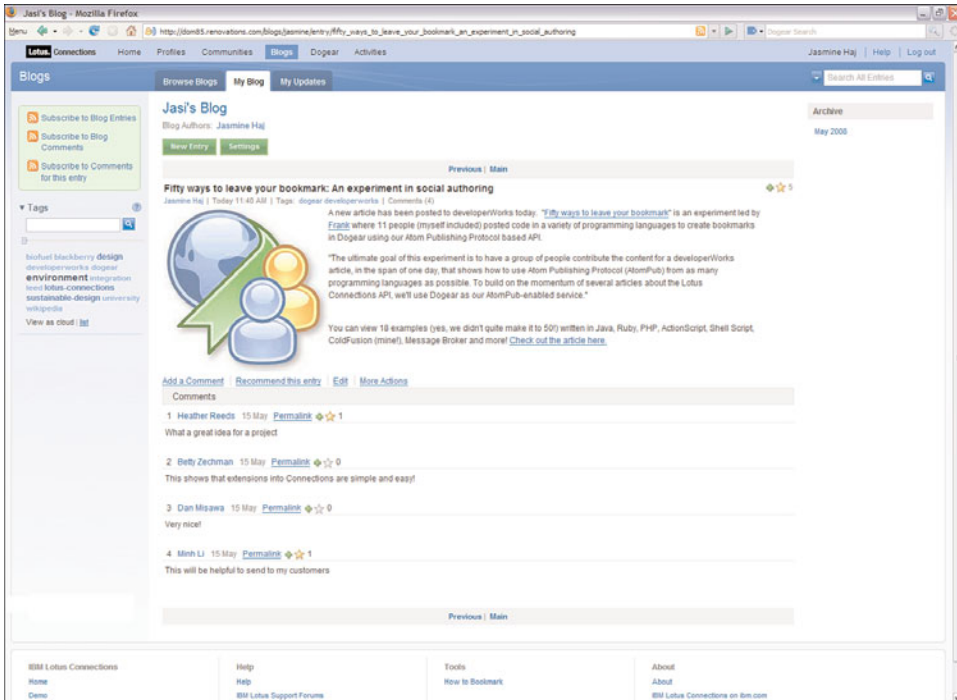 Jasi's Blog - Mozilla Firefox
Menu
http://dom85.renovations.com/blogs/jasmine/entry/fifty_ways_to_leave_your_bookmark_an_experiment_in_social_authoring
Dogear Search
Lotus. Connections Home Profiles Communities Blogs Dogear Activities Jasmine Haj | Help | Log out
Blogs Browse Blogs My Blog My Updates Search All Entries
Subscribe to Blog Entries
Subscribe to Blog
Comments
Subscribe to Comments
for this entry
Tags
biofuel blackberry design
developerworks dogear
environment integration
feed lotus-connections
sustainable-design university
wikipedia
View as cloud | list
Jasi's Blog
Blog Authors: Jasmine Haj
New Entry Settings
Previous | Main
Fifty ways to leave your bookmark: An experiment in social authoring 5
Jasmine Haj | Today 11:40 AM | Tags: dogear developerworks | Comments (4)
A new article has been posted to developerWorks today. "Fifty ways to leave your bookmark" is an experiment led by
Frank where 11 people (myself included) posted code in a variety of programming languages to create bookmarks
in Dogear using our Atom Publishing Protocol based API.
"The ultimate goal of this experiment is to have a group of people contribute the content for a developerWorks
article, in the span of one day, that shows how to use Atom Publishing Protocol (AtomPub) from as many
programming languages as possible. To build on the momentum of several articles about the Lotus
Connections API, we'll use Dogear as our AtomPub-enabled service."
You can view 18 examples (yes, we didn't quite make it to 50!) written in Java, Ruby, PHP, ActionScript, Shell Script,
ColdFusion (mine!), Message Broker and more! Check out the article here.
Add a Comment | Recommend this entry | Edit | More Actions
Comments
1 Heather Reeds 15 May Permalink 1
What a great idea for a project
2 Betty Zechman 15 May Permalink 0
This shows that extensions into Connections are simple and easy!
3 Dan Misawa 15 May Permalink 0
Very nice!
4 Minh Li 15 May Permalink 1
This will be helpful to send to my customers
Previous | Main
Archive
May 2008
IBM Lotus Connections Help Tools About
Home Help How to Bookmark About
Demo IBM Lotus Support Forums IBM Lotus Connections on ibm.com